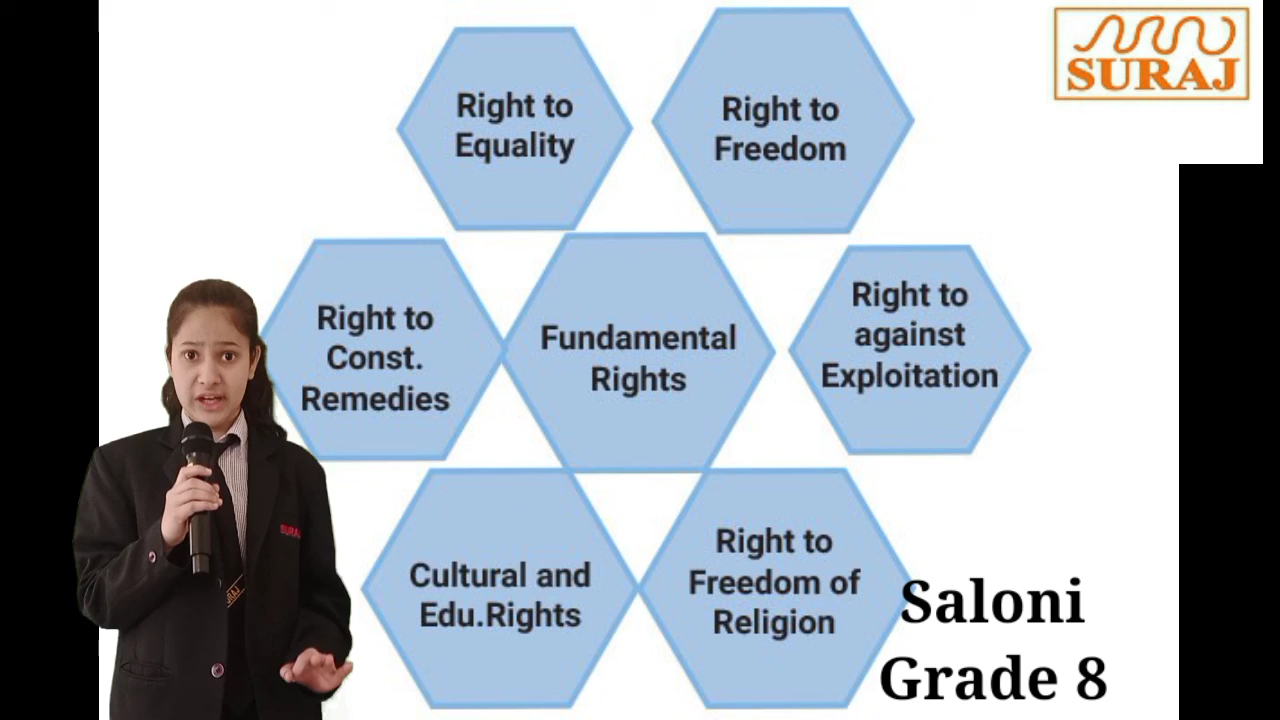 SURAJ
Right to
Equality
Right to
Freedom
Right to
Const.
Remedies
Fundamental
Rights
Right to
against
Exploitation
Cultural and
Edu.Rights
Right to
Freedom of
Religion
Saloni
Grade 8
SURAJ